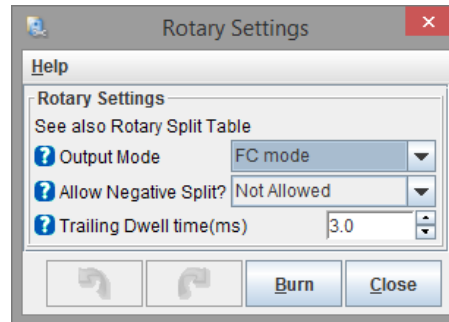 Rotary Settings
Help
Rotary Settings
See also Rotary Split Table
? Output Mode FC mode
? Allow Negative Split? Not Allowed
? Trailing Dwell time(ms) 3.0
Burn Close